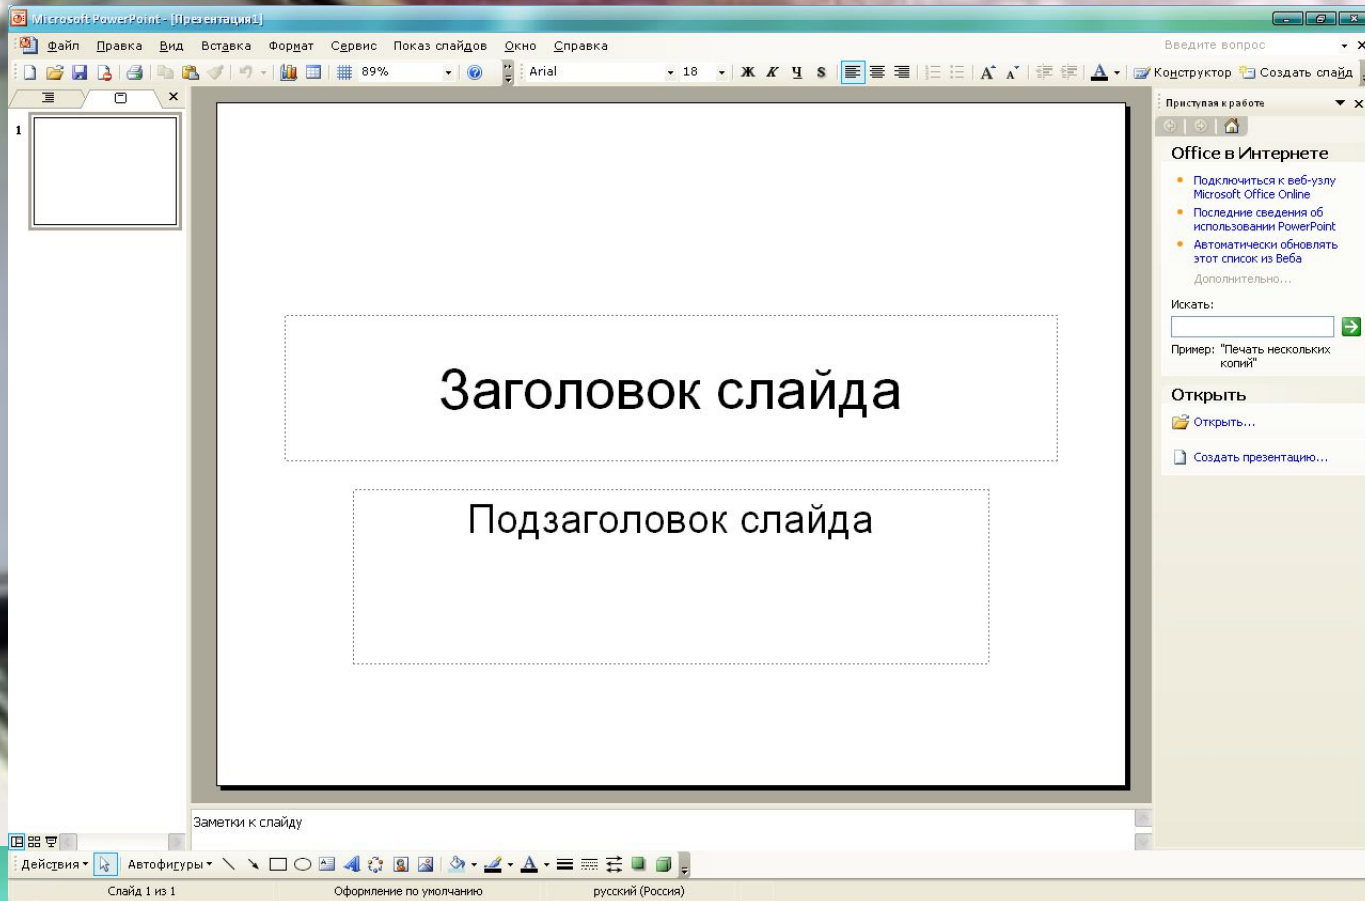 Microsoft PowerPoint - [Презентация1]
Файл Правка Вид Вставка Формат Сервис Показ слайдов Окно Справка Введите вопрос
89% Arial 18 Ж К Ч S А А А Конструктор Создать слайд
Приступая к работе
1
Office в Интернете
Подключиться к веб-узлу
Microsoft Office Online
Последние сведения об
использовании PowerPoint
Автоматически обновлять
этот список из Веба
Дополнительно...
Искать:
Пример: "Печать нескольких
копий"
Открыть
Открыть...
Создать презентацию...
Заголовок слайда
Подзаголовок слайда
Заметки к слайду
Действия Автофигуры А
Слайд 1 из 1 Оформление по умолчанию русский (Россия)